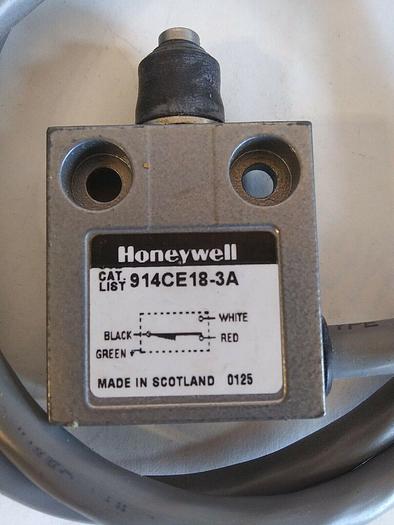 Honeywell
CAT. LIST 914CE18-3A
WHITE
BLACK
RED
GREEN
MADE IN SCOTLAND 0125